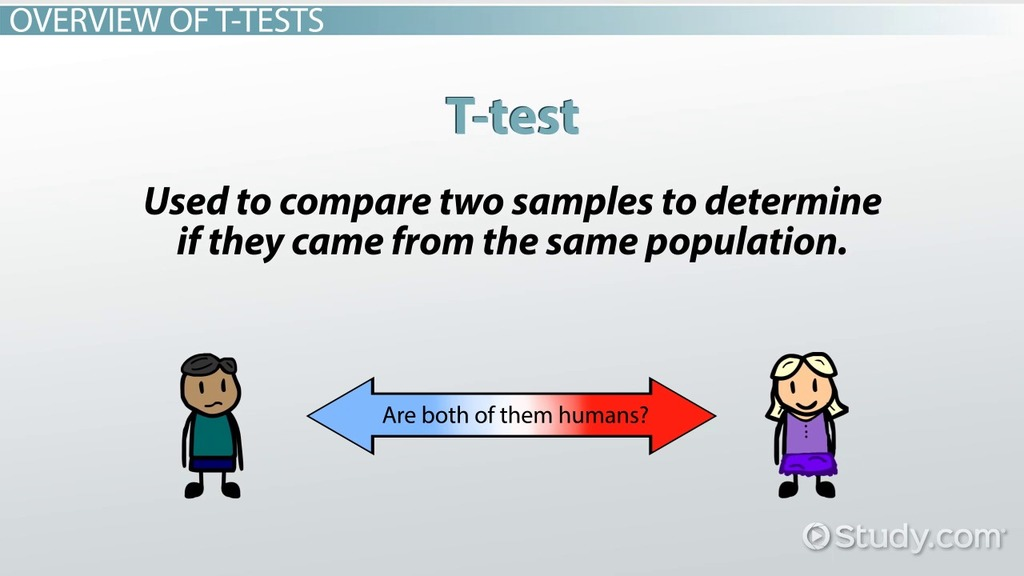 OVERVIEW OF T-TESTS
T-test
Used to compare two samples to determine
if they came from the same population.
Are both of them humans?
Study.com